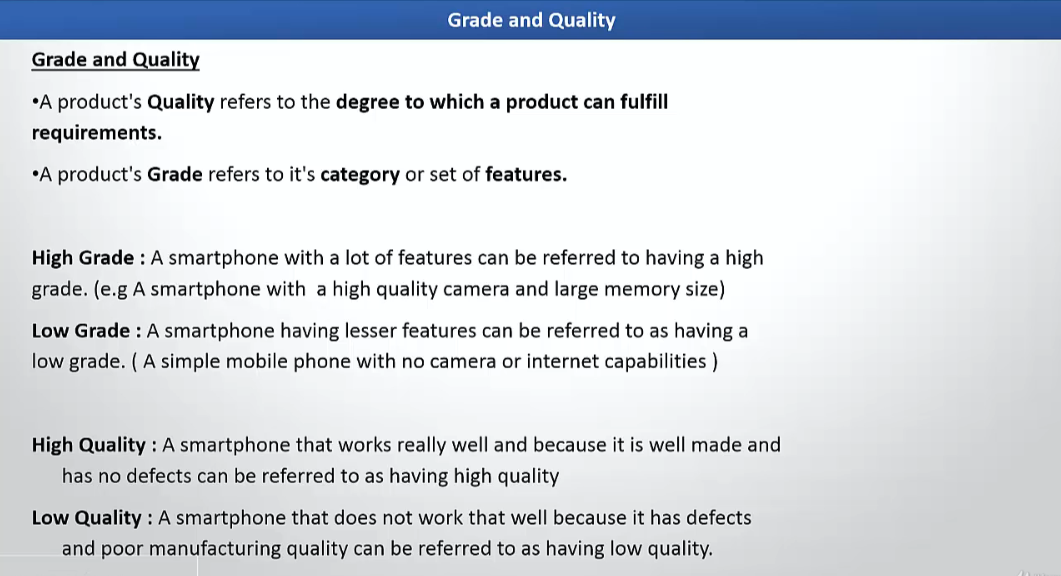 Grade and Quality
Grade and Quality
•A product's Quality refers to the degree to which a product can fulfill
requirements.
•A product's Grade refers to it's category or set of features.
High Grade : A smartphone with a lot of features can be referred to having a high
grade. (e.g A smartphone with  a high quality camera and large memory size)
Low Grade : A smartphone having lesser features can be referred to as having a
low grade. ( A simple mobile phone with no camera or internet capabilities )
High Quality : A smartphone that works really well and because it is well made and
has no defects can be referred to as having high quality
Low Quality : A smartphone that does not work that well because it has defects
and poor manufacturing quality can be referred to as having low quality.